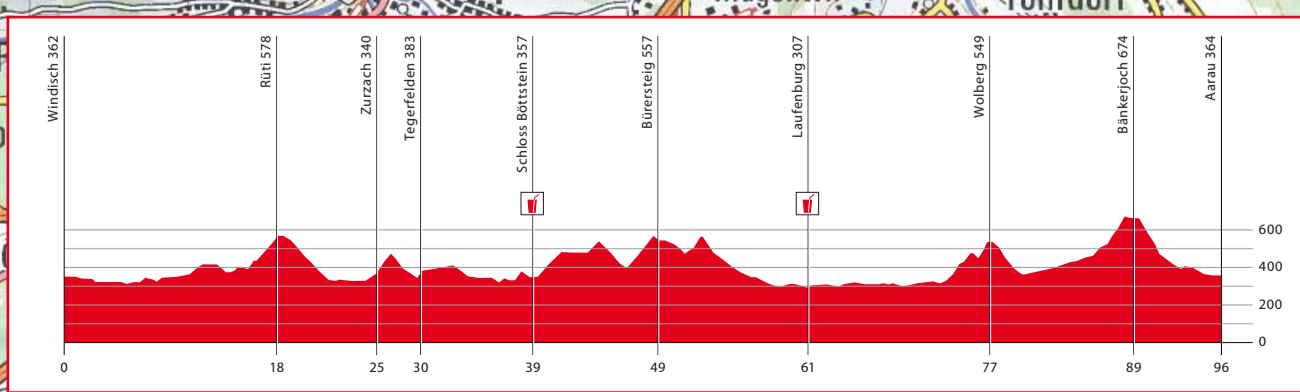 Windisch 362
Rüti 578
Zurzach 340
Tegerfelden 383
Schloss Böttstein 357
Bürersteig 557
Laufenburg 307
Wolberg 549
Bänkerjoch 674
Aarau 364
600
400
200
0
0 18 25 30 39 49 61 77 89 96